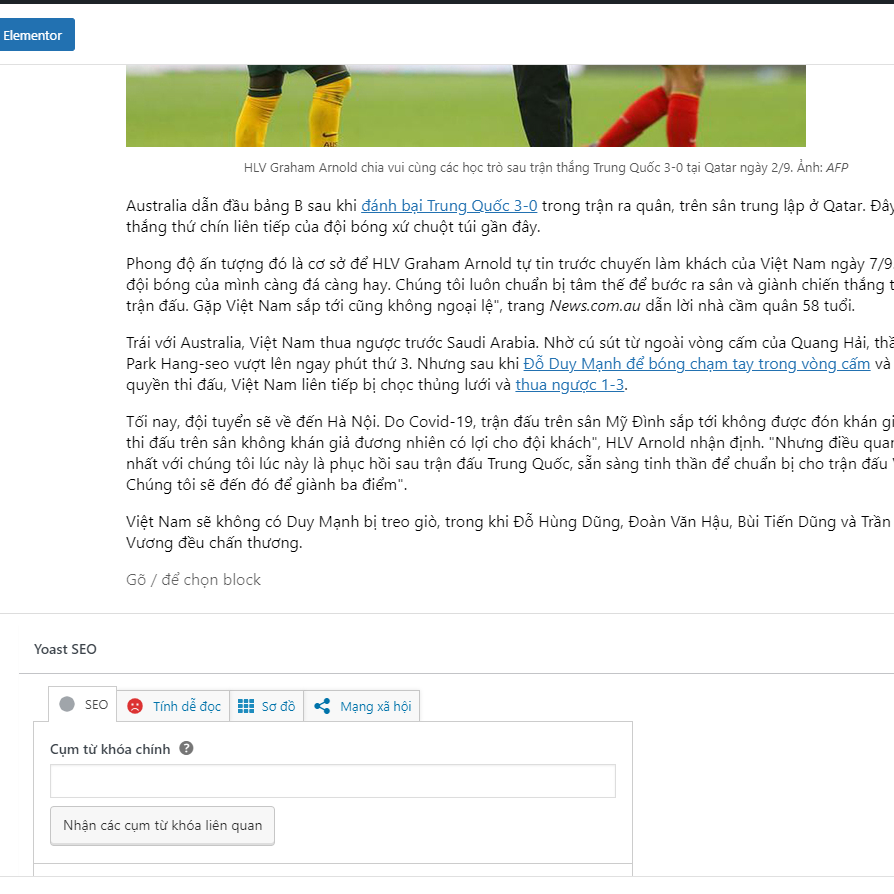 Elementor
HLV Graham Arnold chia vui cùng các học trò sau trận thắng Trung Quốc 3-0 tại Qatar ngày 2/9. Ảnh: AFP
Australia dẫn đầu bảng B sau khi đánh bại Trung Quốc 3-0 trong trận ra quân, trên sân trung lập ở Qatar. Đây
thắng thứ chín liên tiếp của đội bóng xứ chuột túi gần đây.
Phong độ ấn tượng đó là cơ sở để HLV Graham Arnold tự tin trước chuyến làm khách của Việt Nam ngày 7/9.
đội bóng của mình càng đá càng hay. Chúng tôi luôn chuẩn bị tâm thế để bước ra sân và giành chiến thắng t
trận đấu. Gặp Việt Nam sắp tới cũng không ngoại lệ", trang News.com.au dẫn lời nhà cầm quân 58 tuổi.
Trái với Australia, Việt Nam thua ngược trước Saudi Arabia. Nhờ cú sút từ ngoài vòng cấm của Quang Hải, thầ
Park Hang-seo vượt lên ngay phút thứ 3. Nhưng sau khi Đỗ Duy Mạnh để bóng chạm tay trong vòng cấm và
quyền thi đấu, Việt Nam liên tiếp bị chọc thủng lưới và thua ngược 1-3.
Tối nay, đội tuyển sẽ về đến Hà Nội. Do Covid-19, trận đấu trên sân Mỹ Đình sắp tới không được đón khán gi
thi đấu trên sân không khán giả đương nhiên có lợi cho đội khách", HLV Arnold nhận định. "Nhưng điều quan
nhất với chúng tôi lúc này là phục hồi sau trận đấu Trung Quốc, sẵn sàng tinh thần để chuẩn bị cho trận đấu V
Chúng tôi sẽ đến đó để giành ba điểm".
Việt Nam sẽ không có Duy Mạnh bị treo giò, trong khi Đỗ Hùng Dũng, Đoàn Văn Hậu, Bùi Tiến Dũng và Trần
Vương đều chấn thương.
Gõ / để chọn block
Yoast SEO
SEO
Tính dễ đọc
Sơ đồ
Mạng xã hội
Cụm từ khóa chính
Nhận các cụm từ khóa liên quan